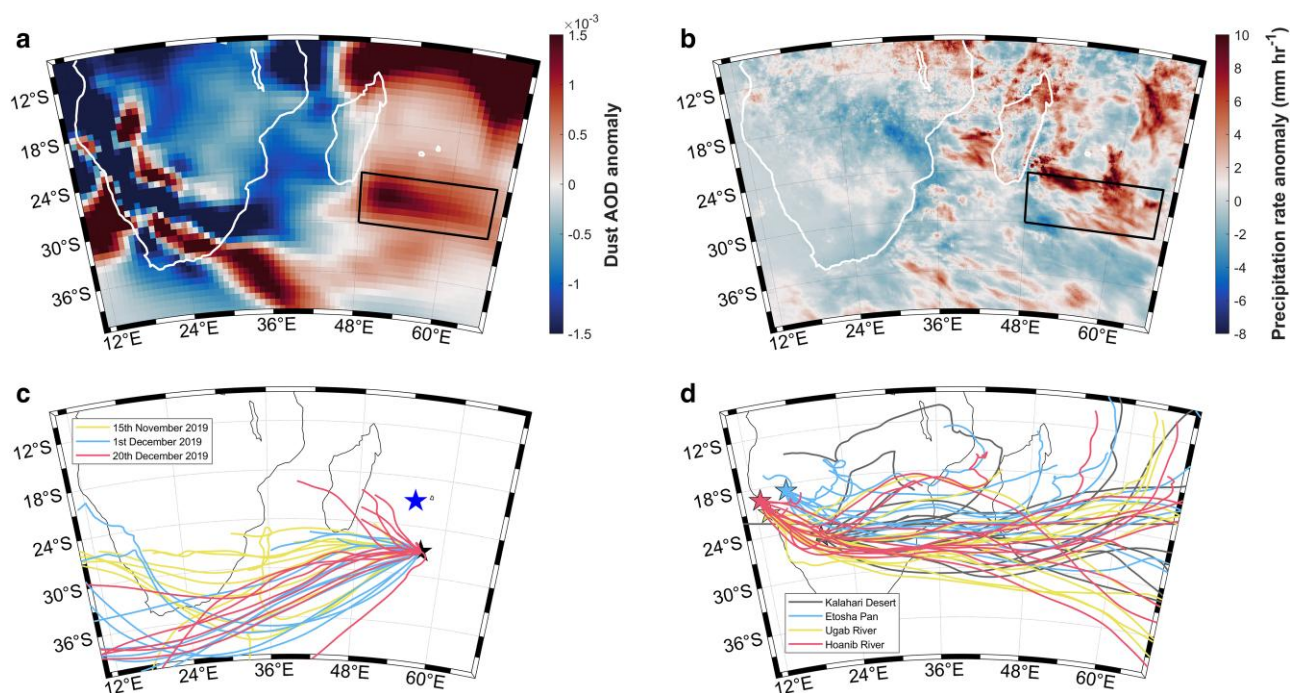 a
×10⁻³
1.5
1
0.5
0
-0.5
-1
-1.5
Dust AOD anomaly
12°S
18°S
24°S
30°S
36°S
12°E
24°E
36°E
48°E
60°E
b
10
8
6
4
2
0
-2
-4
-6
-8
Precipitation rate anomaly (mm hr⁻¹)
12°S
18°S
24°S
30°S
36°S
12°E
24°E
36°E
48°E
60°E
c
15th November 2019
1st December 2019
20th December 2019
12°S
18°S
24°S
30°S
36°S
12°E
24°E
36°E
48°E
60°E
d
12°S
18°S
24°S
30°S
36°S
Kalahari Desert
Etosha Pan
Ugab River
Hoanib River
12°E
24°E
36°E
48°E
60°E